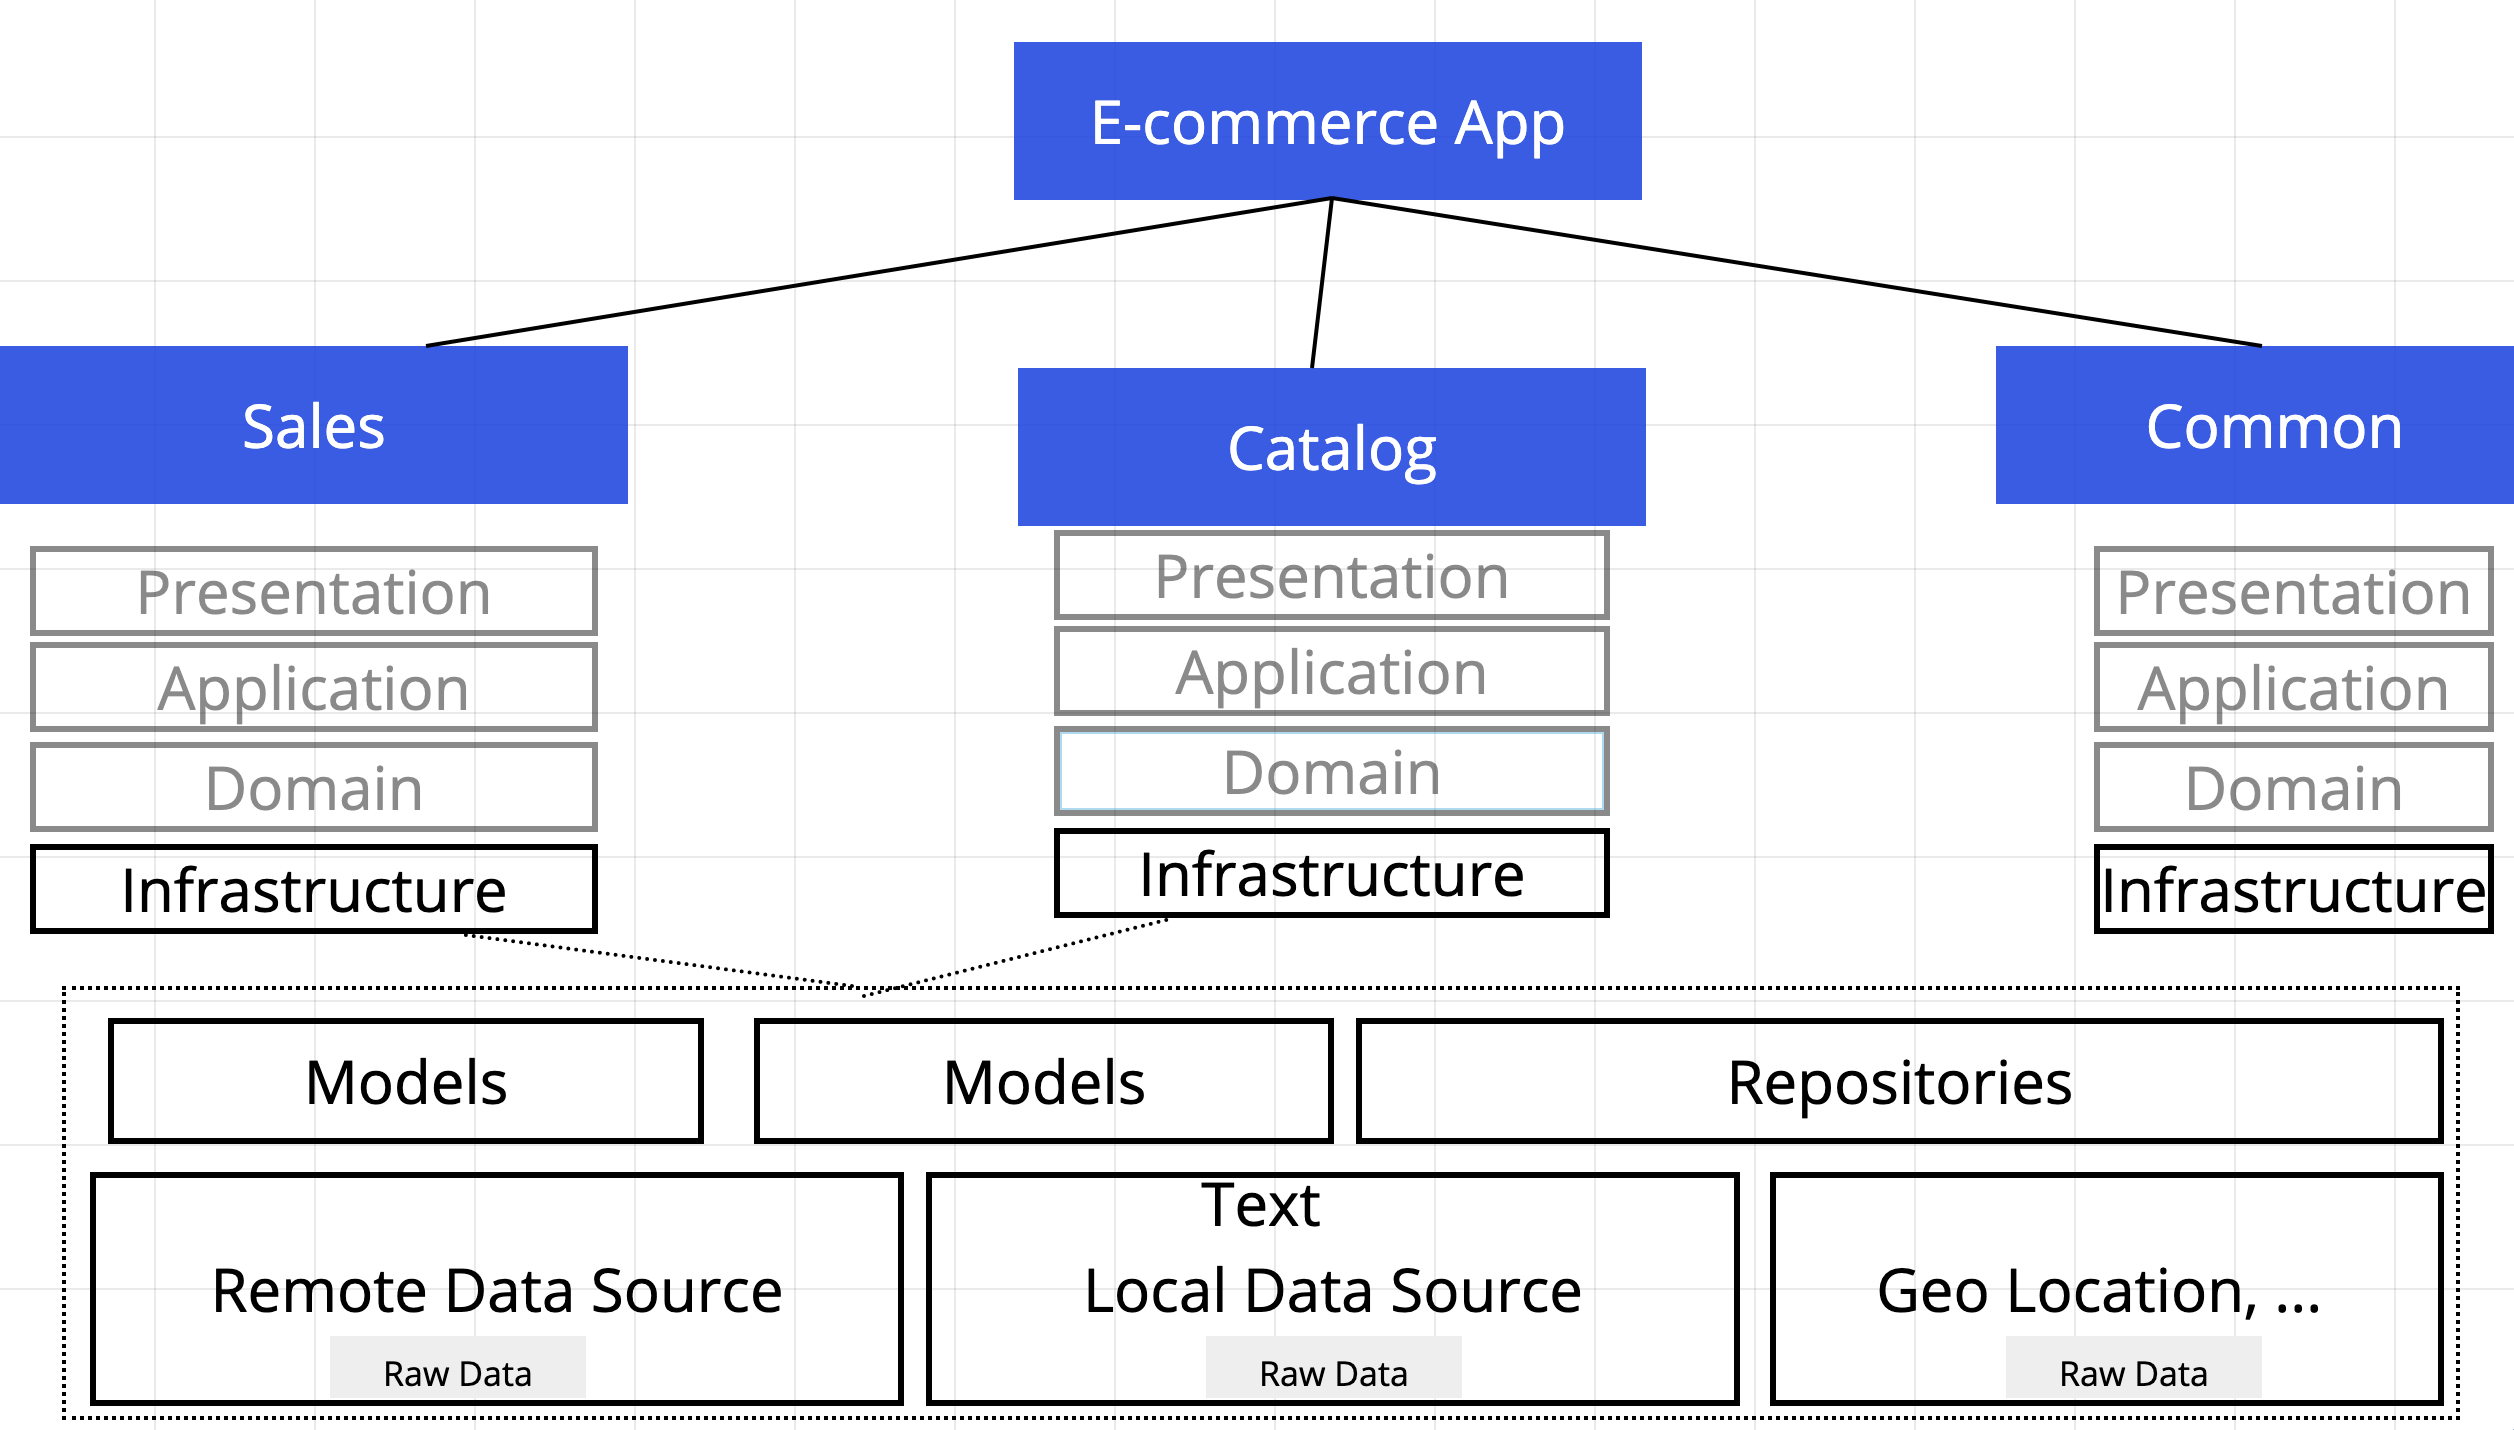 E-commerce App
Sales
Catalog
Common
Presentation
Application
Domain
Infrastructure
Presentation
Application
Domain
Infrastructure
Presentation
Application
Domain
Infrastructure
Models
Models
Repositories
Remote Data Source
Raw Data
Text
Local Data Source
Raw Data
Geo Location, ...
Raw Data